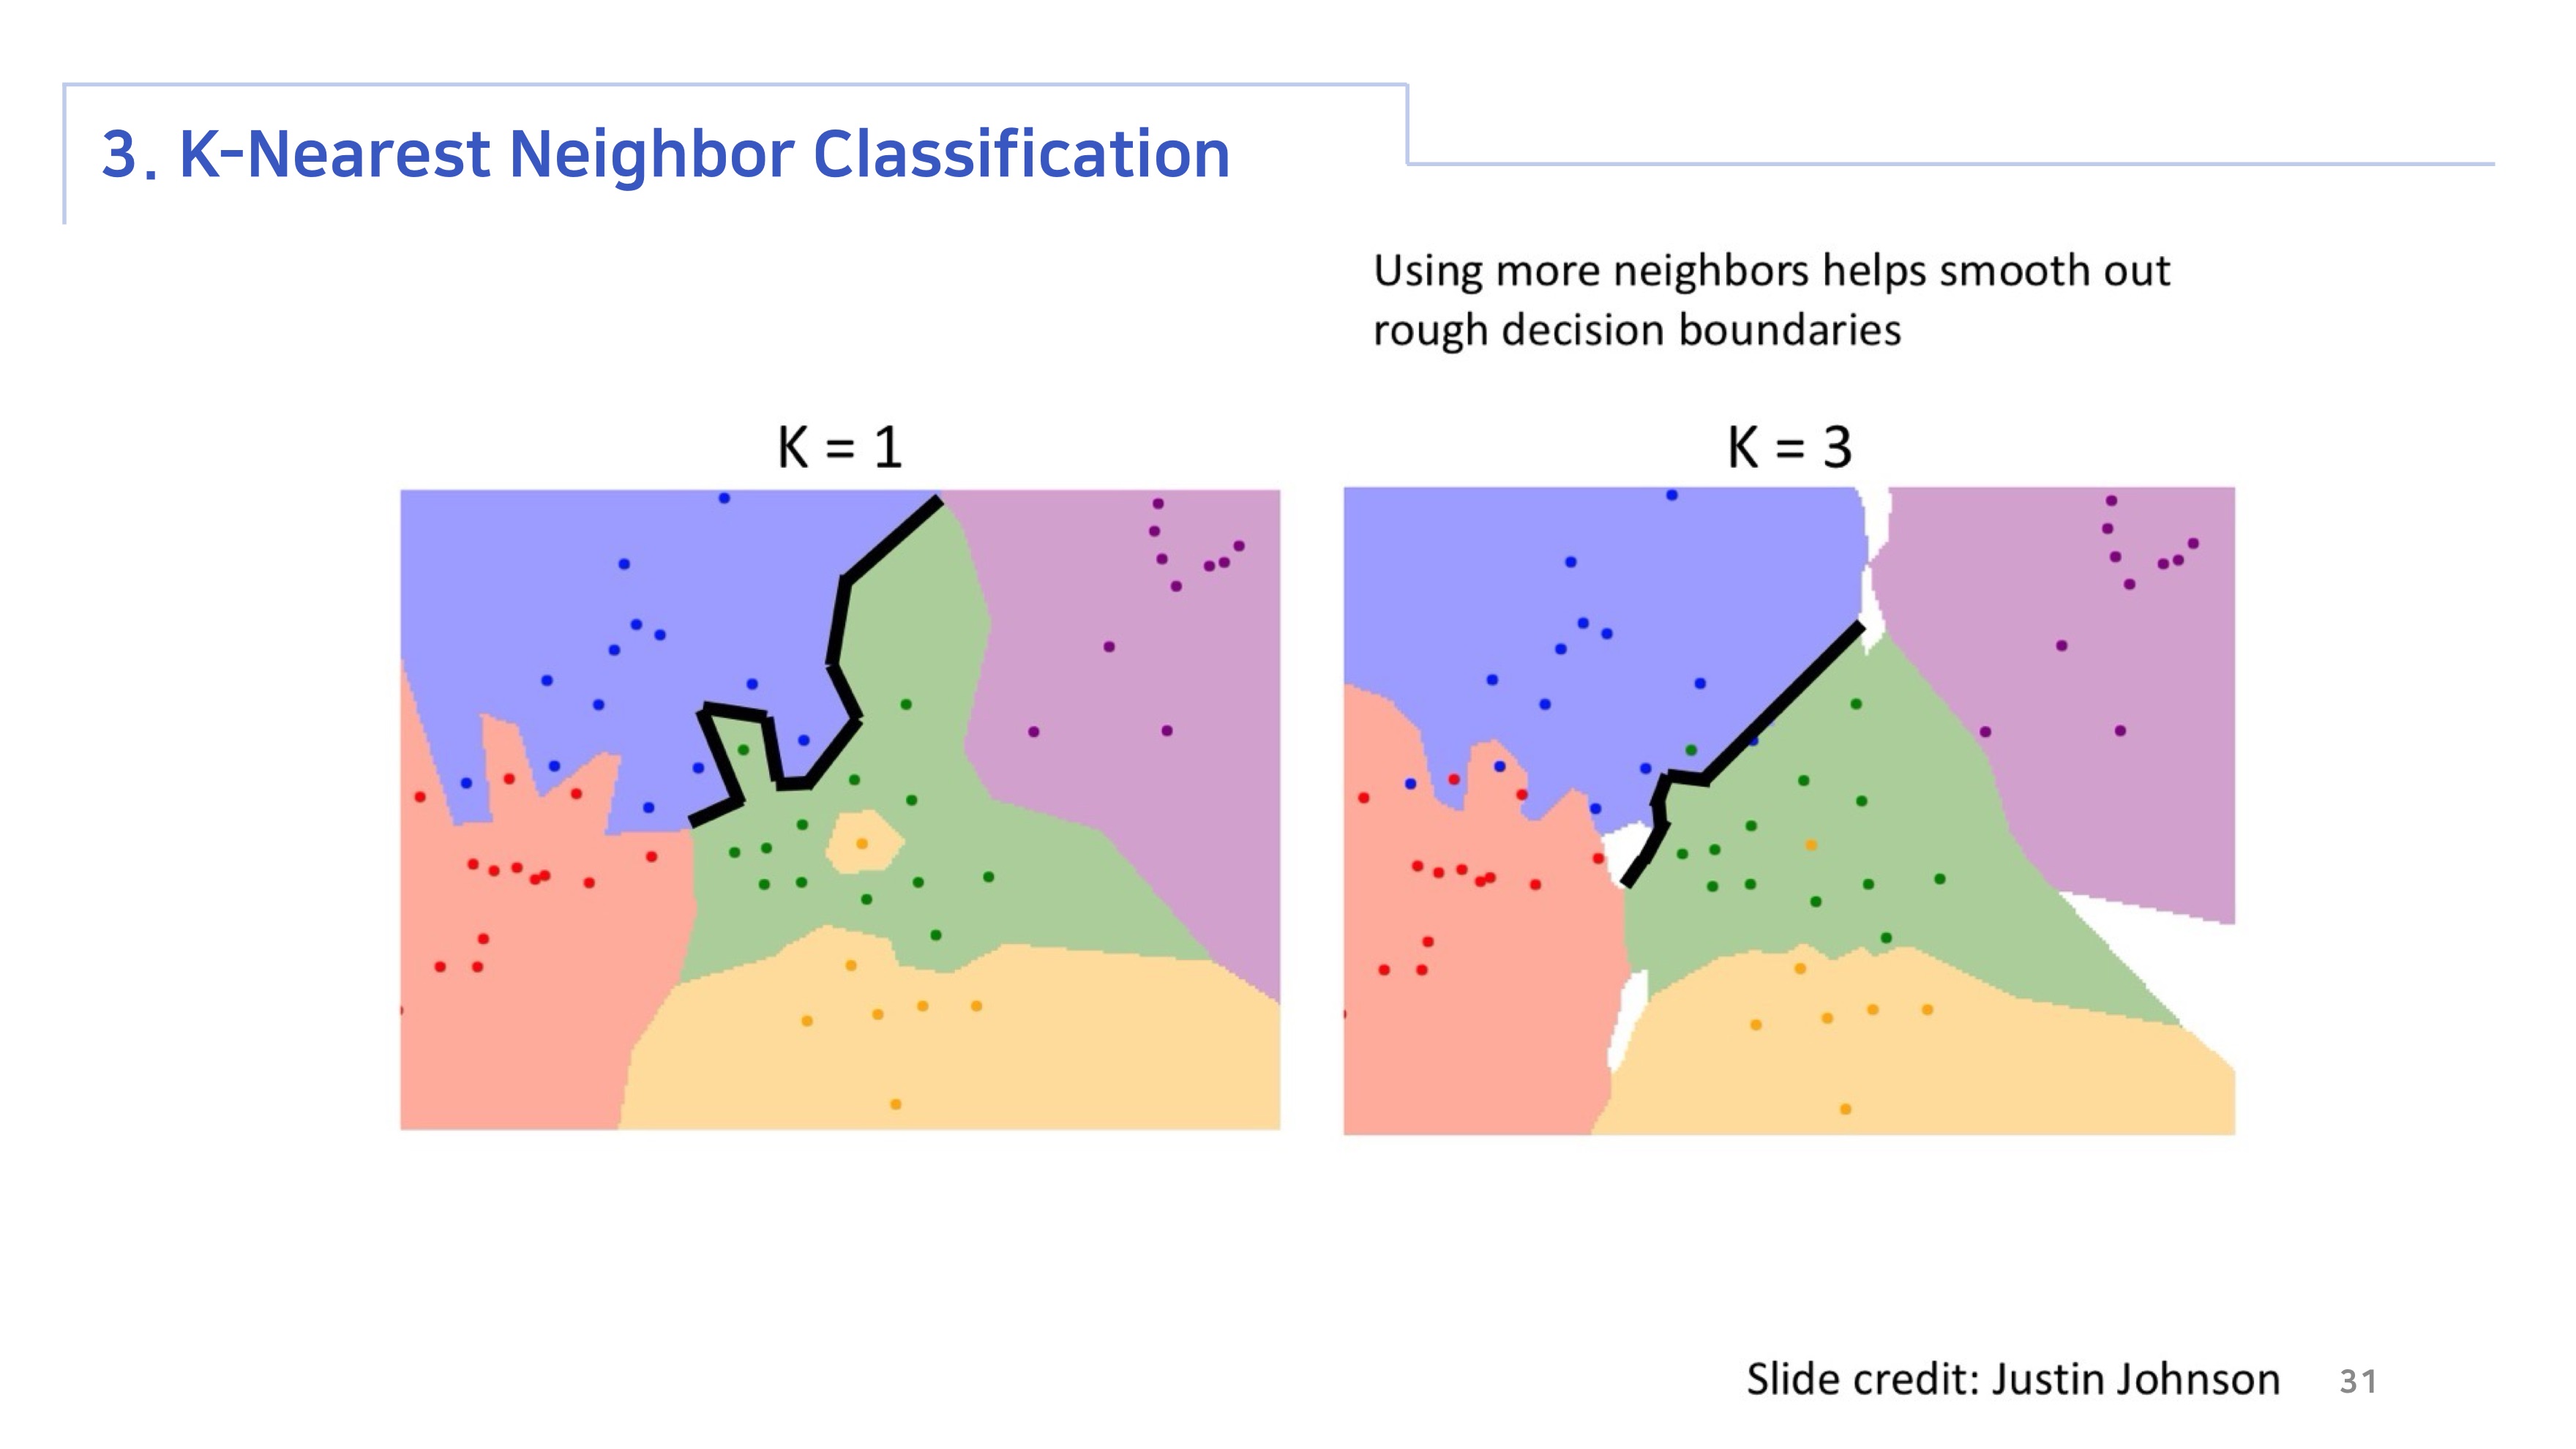 3. K-Nearest Neighbor Classification
Using more neighbors helps smooth out
rough decision boundaries
K = 1
K = 3
Slide credit: Justin Johnson
31